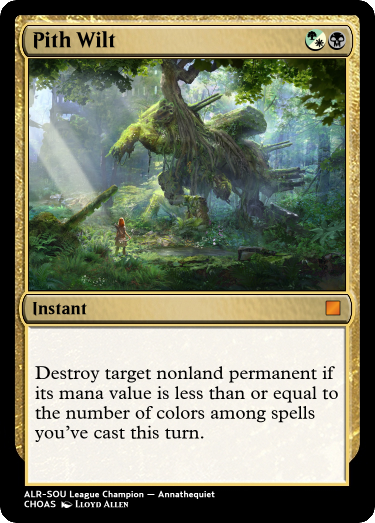 Pith Wilt
Instant
Destroy target nonland permanent if
its mana value is less than or equal to
the number of colors among spells
you've cast this turn.
ALR-SOU League Champion — Annathequiet
CHOAS Lloyd Allen